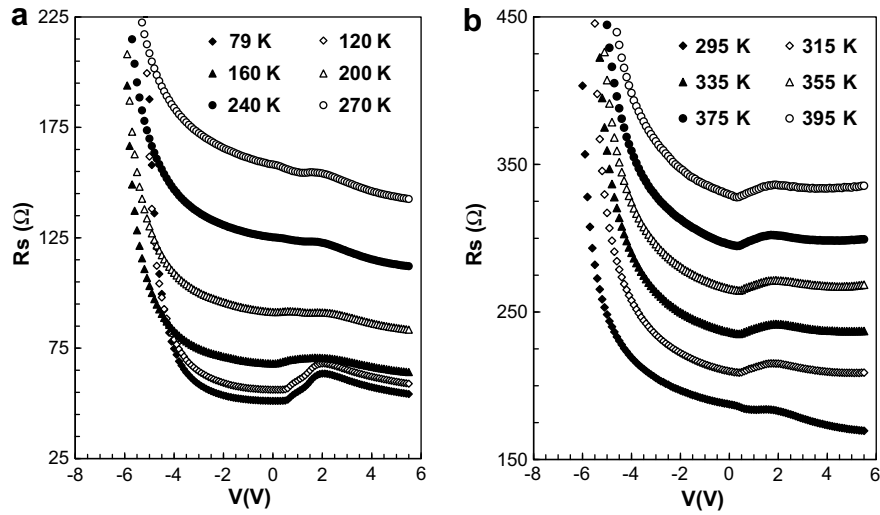 a
225
175
125
75
25
Rs (Ω)
-8 -6 -4 -2 0 2 4 6
V(V)
79 K 120 K
160 K 200 K
240 K 270 K
b
450
350
250
150
Rs (Ω)
-8 -6 -4 -2 0 2 4 6
V(V)
295 K 315 K
335 K 355 K
375 K 395 K